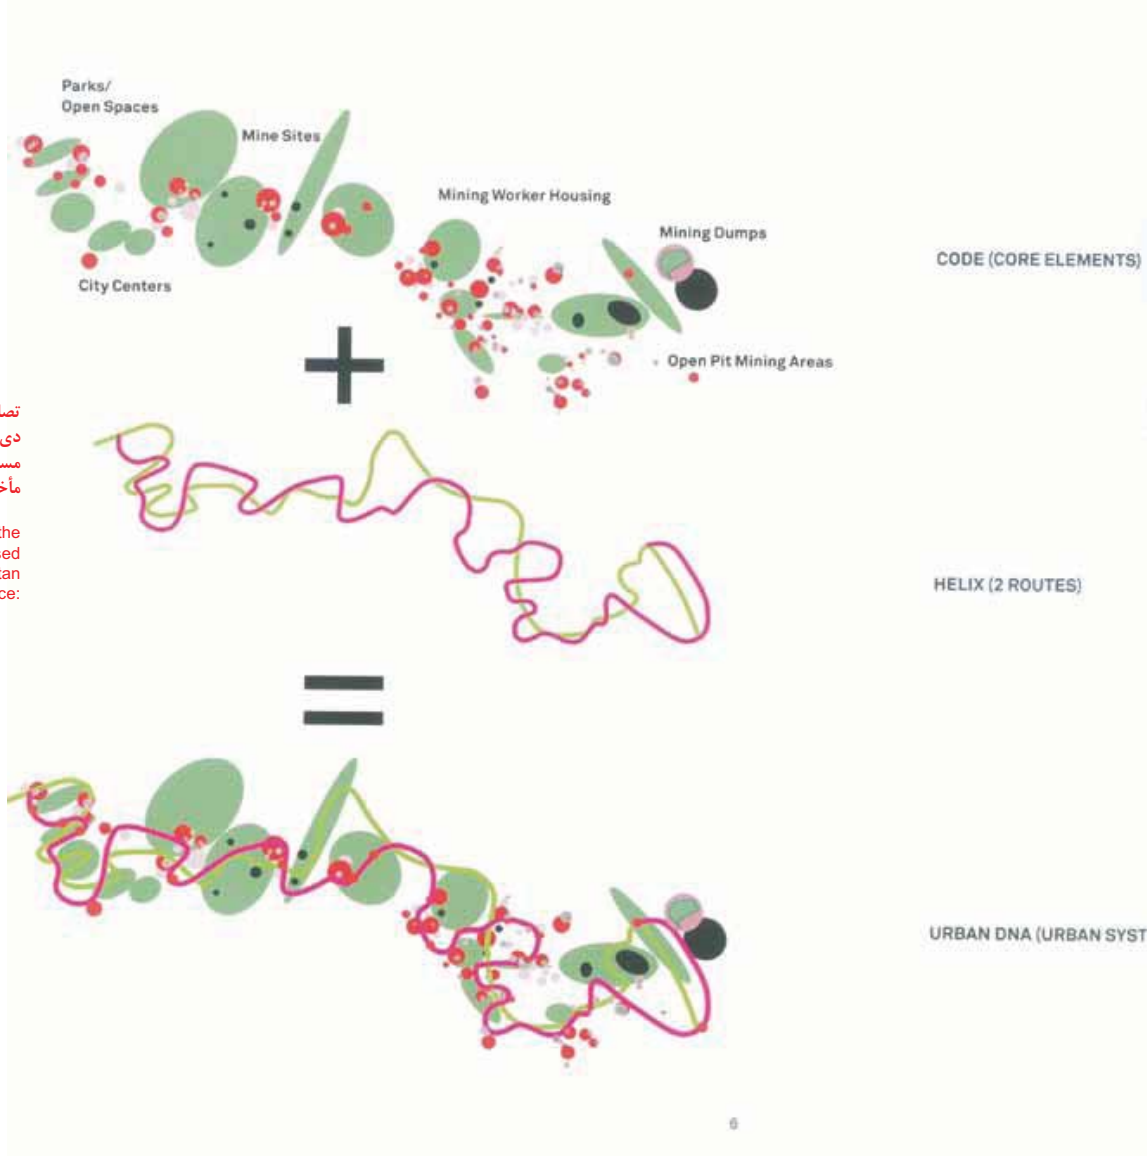 Parks/
Open Spaces
Mine Sites
Mining Worker Housing
Mining Dumps
CODE (CORE ELEMENTS)
City Centers
Open Pit Mining Areas
HELIX (2 ROUTES)
URBAN DNA (URBAN SYST
6